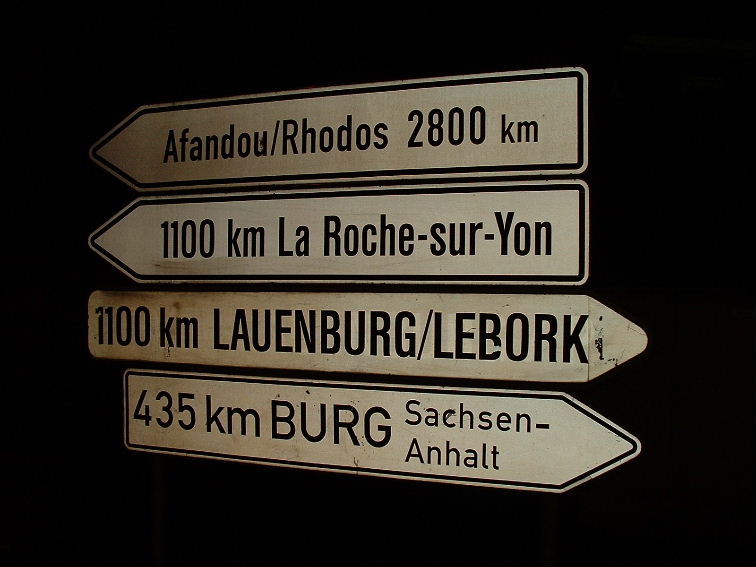 Afandou/Rhodos 2800 km
1100 km La Roche-sur-Yon
1100 km LAUENBURG/LEBORK
435 km BURG Sachsen-
Anhalt